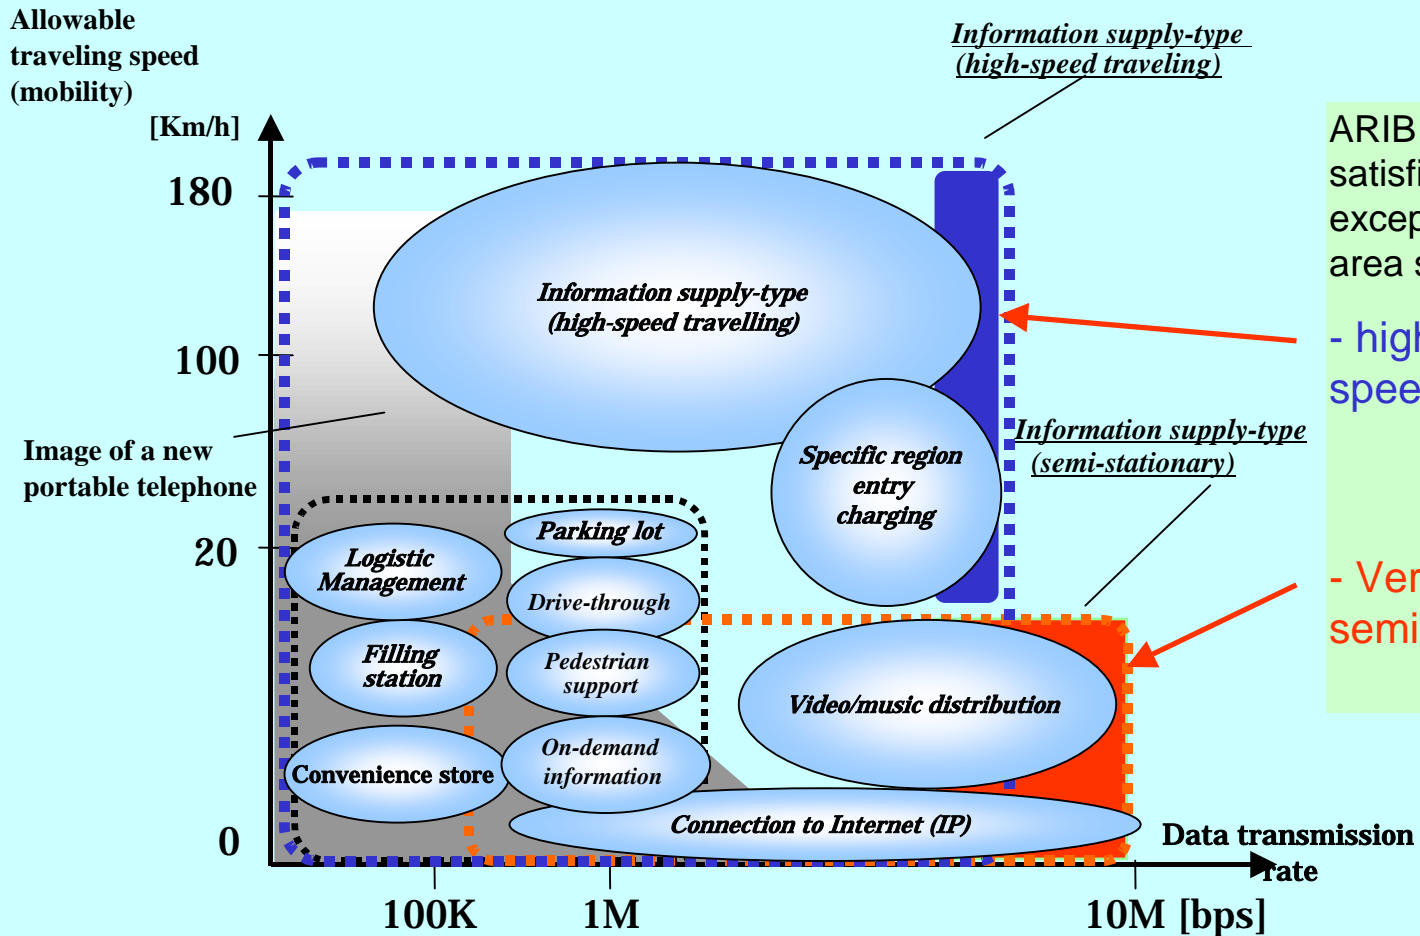 Allowable
traveling speed
(mobility)
[Km/h]
180
100
20
0
Information supply-type
(high-speed traveling)
Information supply-type
(high-speed travelling)
Image of a new
portable telephone
Specific region
entry
charging
Information supply-type
(semi-stationary)
Parking lot
Logistic
Management
Drive-through
Filling
station
Pedestrian
support
Video/music distribution
On-demand
information
Convenience store
Connection to Internet (IP)
Data transmission
rate
100K
1M
10M [bps]
ARIB
satisfi
excep
area s
- high
speed
- Ver
semi